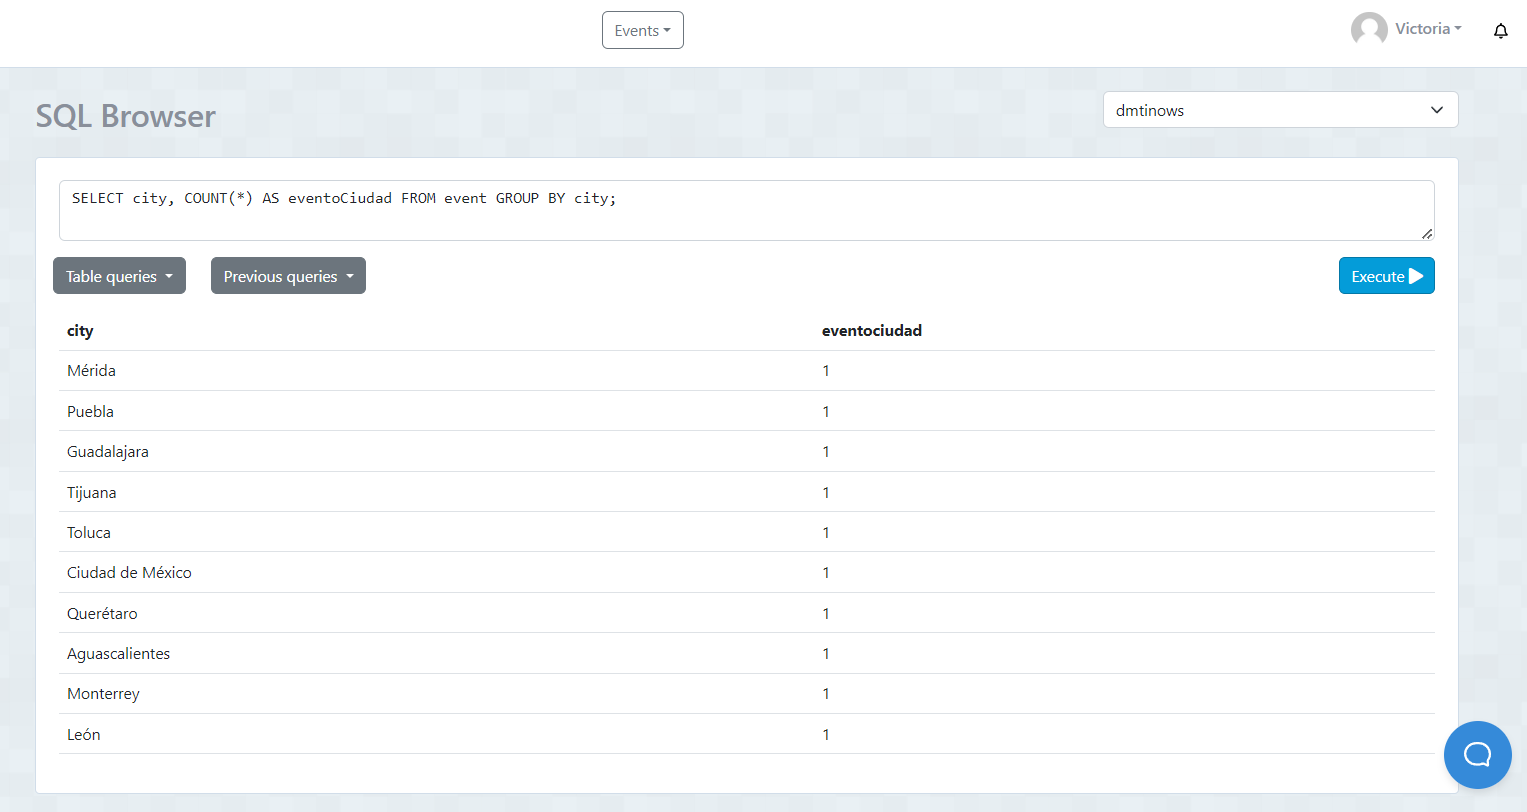 Events
Victoria
SQL Browser
dmtinows
SELECT city, COUNT(*) AS eventoCiudad FROM event GROUP BY city;
Table queries
Previous queries
Execute
city eventociudad
Mérida 1
Puebla 1
Guadalajara 1
Tijuana 1
Toluca 1
Ciudad de México 1
Querétaro 1
Aguascalientes 1
Monterrey 1
León 1